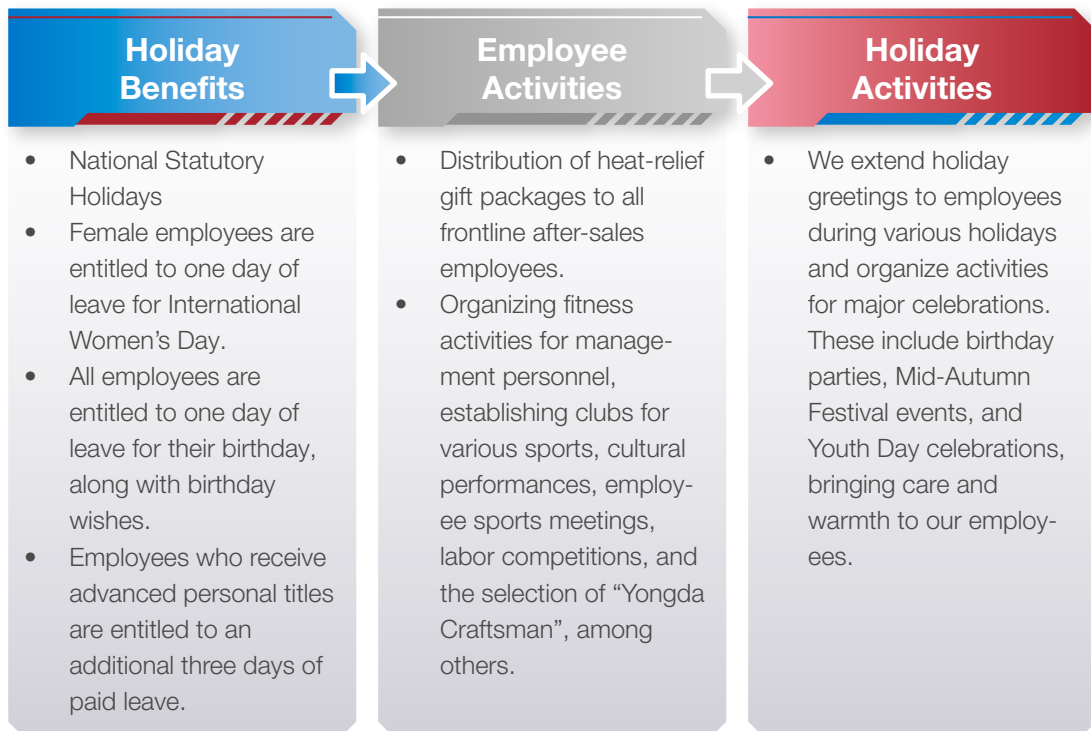 Holiday
Benefits
• National Statutory
Holidays
• Female employees are
entitled to one day of
leave for International
Women’s Day.
• All employees are
entitled to one day of
leave for their birthday,
along with birthday
wishes.
• Employees who receive
advanced personal titles
are entitled to an
additional three days of
paid leave.
Employee
Activities
• Distribution of heat-relief
gift packages to all
frontline after-sales
employees.
• Organizing fitness
activities for manage-
ment personnel,
establishing clubs for
various sports, cultural
performances, employ-
ee sports meetings,
labor competitions, and
the selection of “Yongda
Craftsman”, among
others.
Holiday
Activities
• We extend holiday
greetings to employees
during various holidays
and organize activities
for major celebrations.
These include birthday
parties, Mid-Autumn
Festival events, and
Youth Day celebrations,
bringing care and
warmth to our employ-
ees.